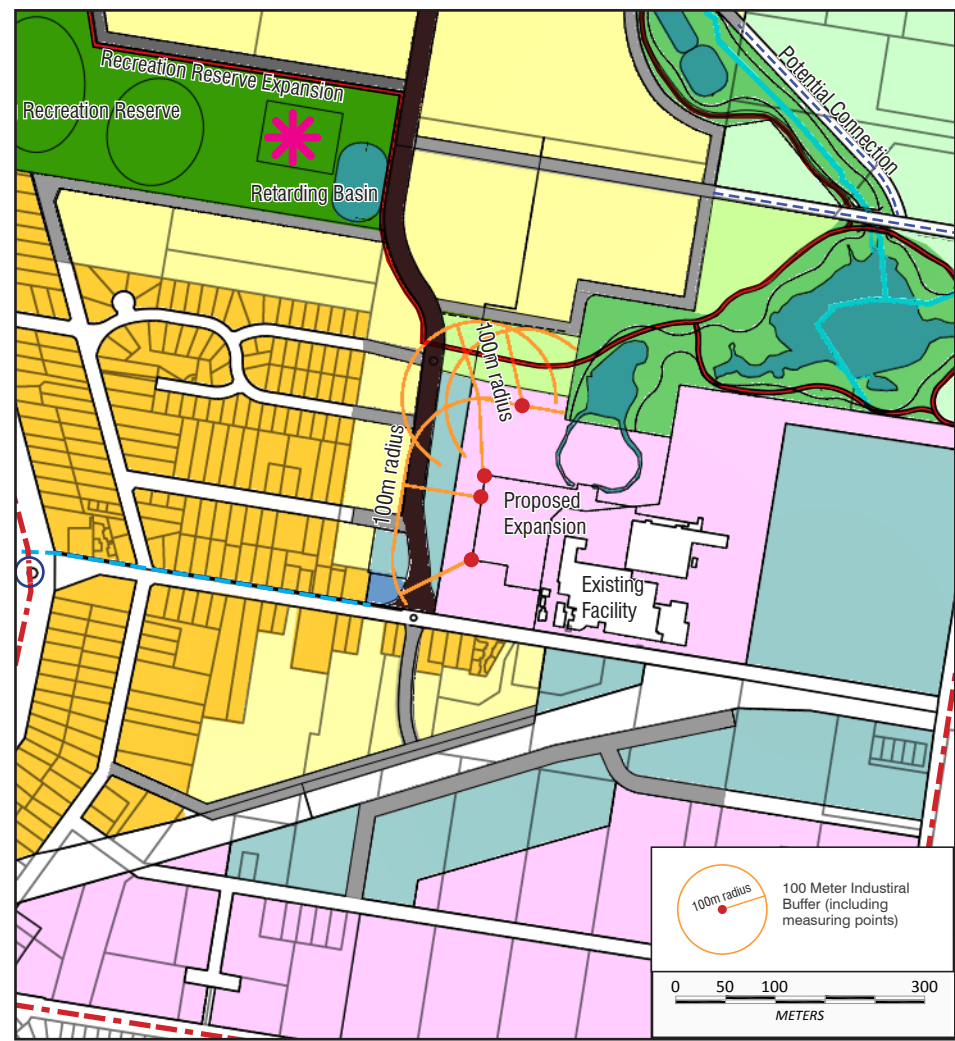 Recreation Reserve Expansion
Recreation Reserve
Retarding Basin
Potential Connection
100m radius
100m radius
Proposed
Expansion
Existing
Facility
100m radius
100 Meter Industiral
Buffer (including
measuring points)
0 50 100 300
METERS